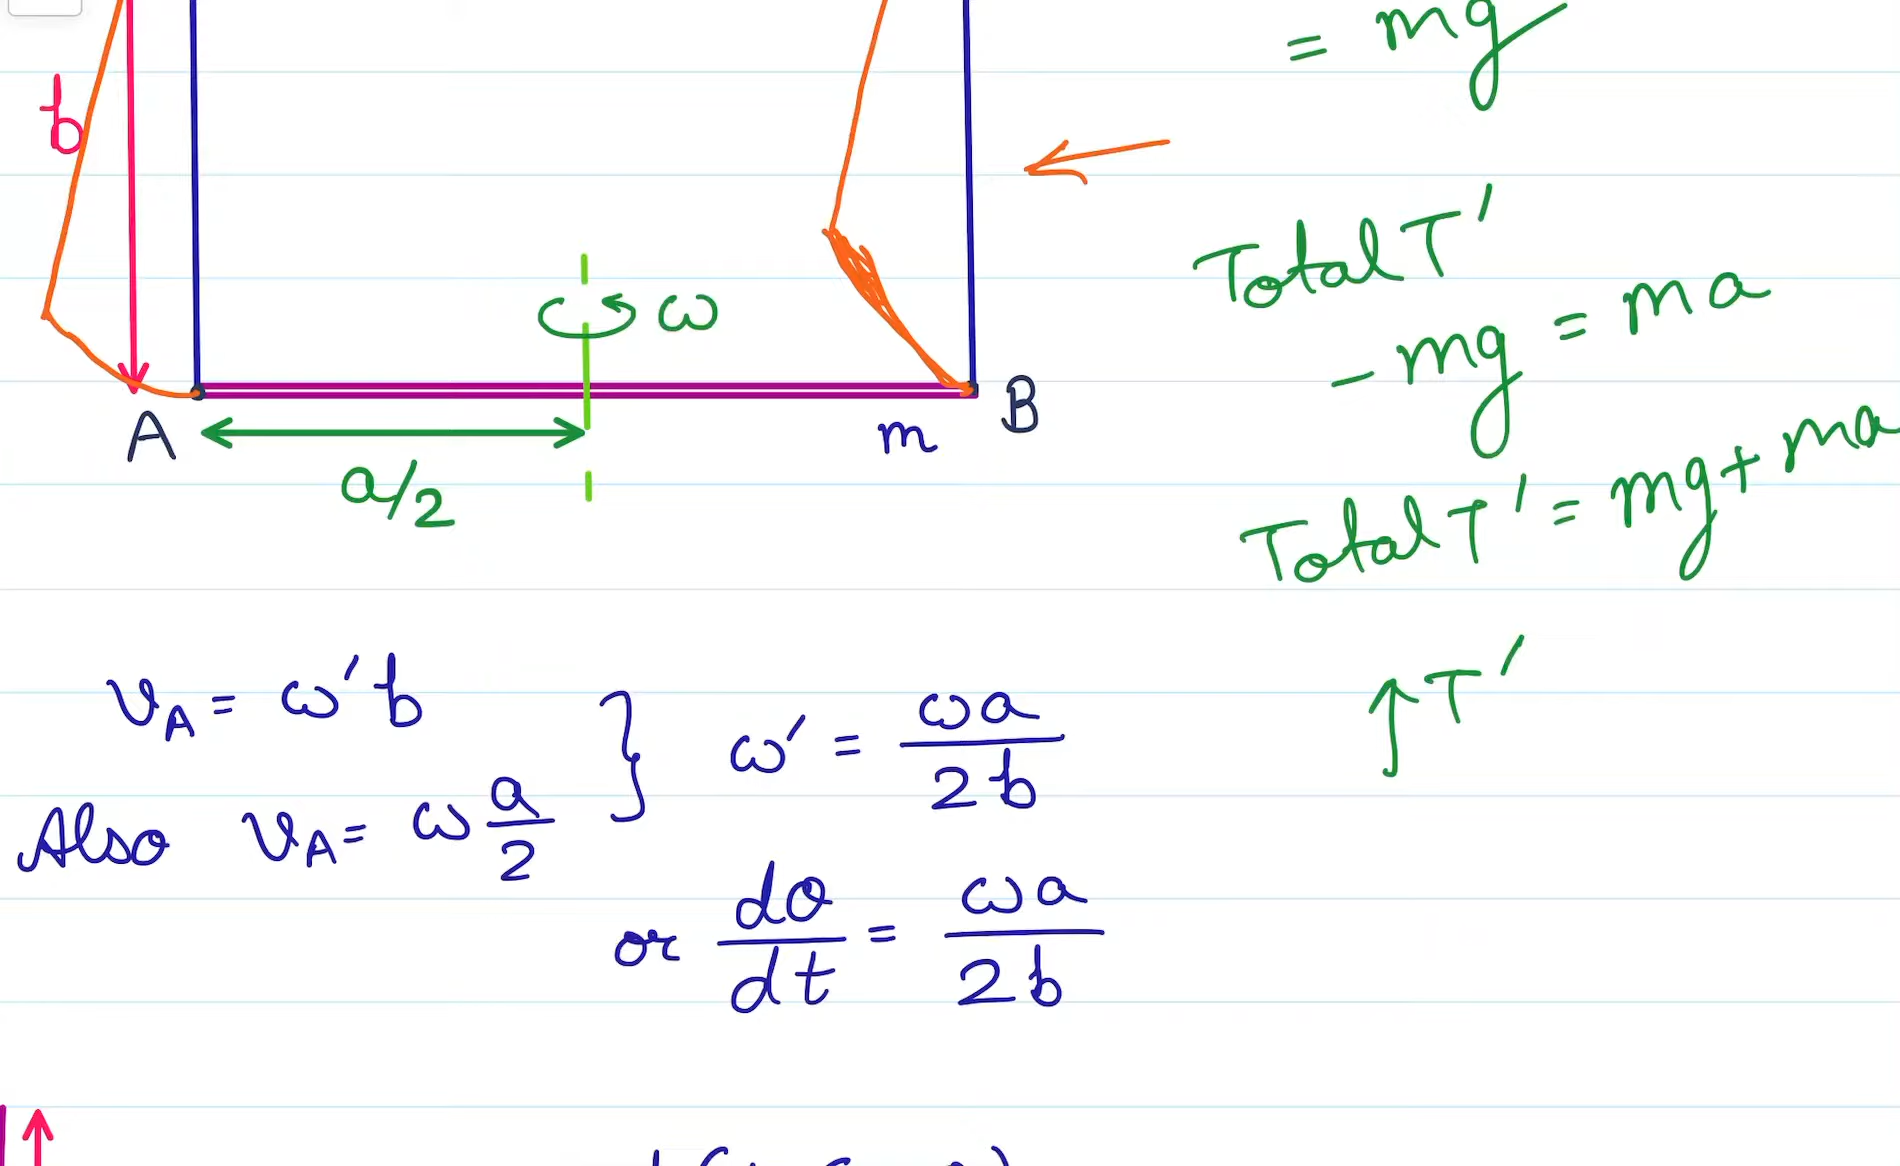 = mg
b
Total T'
- mg = ma
ω
A
B
m
a/2
Total T' = mg + ma
v_A = ω'b
Also v_A = ω a/2
} ω' = ωa/2b
↑ T'
or dθ/dt = ωa/2b